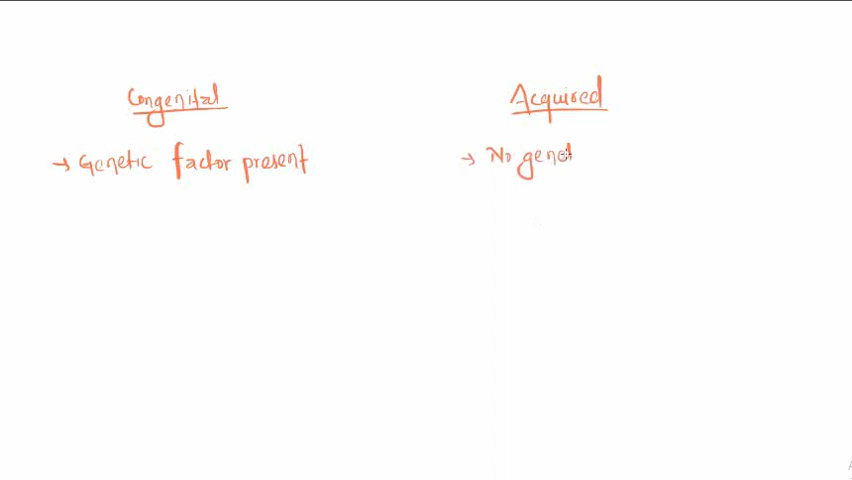 Congenital
Acquired
→ Genetic factor present
→ No genet